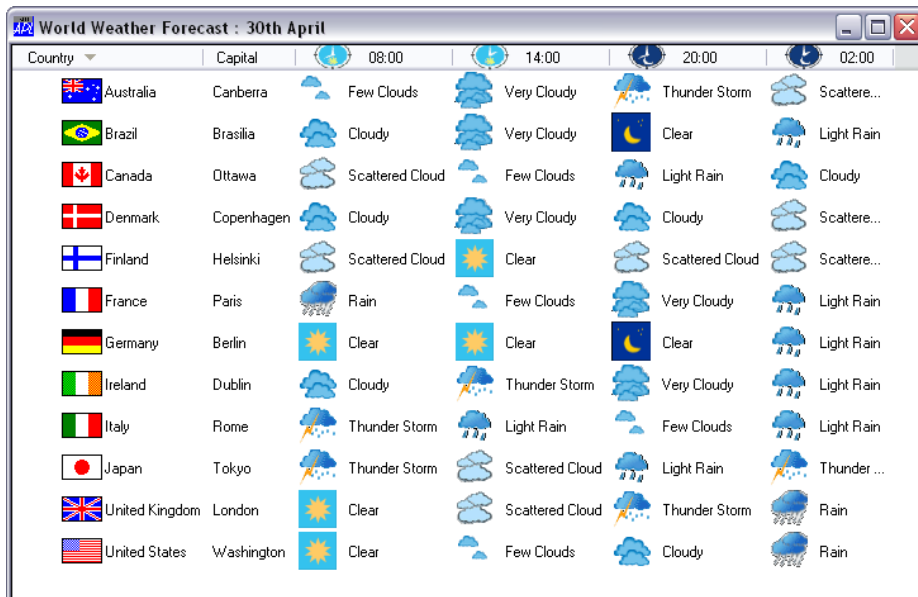 World Weather Forecast : 30th April
Country Capital 08:00 14:00 20:00 02:00
Australia Canberra Few Clouds Very Cloudy Thunder Storm Scattere...
Brazil Brasilia Cloudy Very Cloudy Clear Light Rain
Canada Ottawa Scattered Cloud Few Clouds Light Rain Cloudy
Denmark Copenhagen Cloudy Very Cloudy Cloudy Scattere...
Finland Helsinki Scattered Cloud Clear Scattered Cloud Scattere...
France Paris Rain Few Clouds Very Cloudy Light Rain
Germany Berlin Clear Clear Clear Light Rain
Ireland Dublin Cloudy Thunder Storm Very Cloudy Light Rain
Italy Rome Thunder Storm Light Rain Few Clouds Light Rain
Japan Tokyo Thunder Storm Scattered Cloud Light Rain Thunder ...
United Kingdom London Clear Scattered Cloud Thunder Storm Rain
United States Washington Clear Few Clouds Cloudy Rain